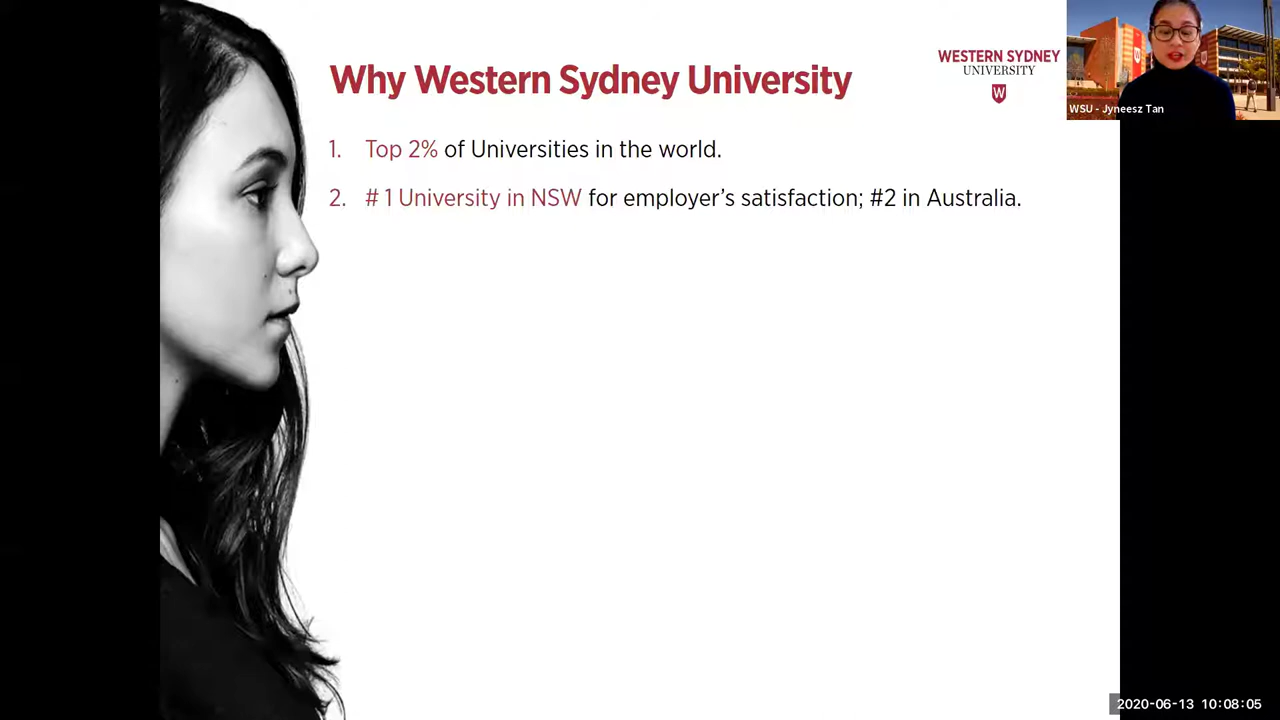 Why Western Sydney University
WESTERN SYDNEY
UNIVERSITY
W
WSU - Jyneesz Tan
1. Top 2% of Universities in the world.
2. # 1 University in NSW for employer’s satisfaction; #2 in Australia.
2020-06-13 10:08:05